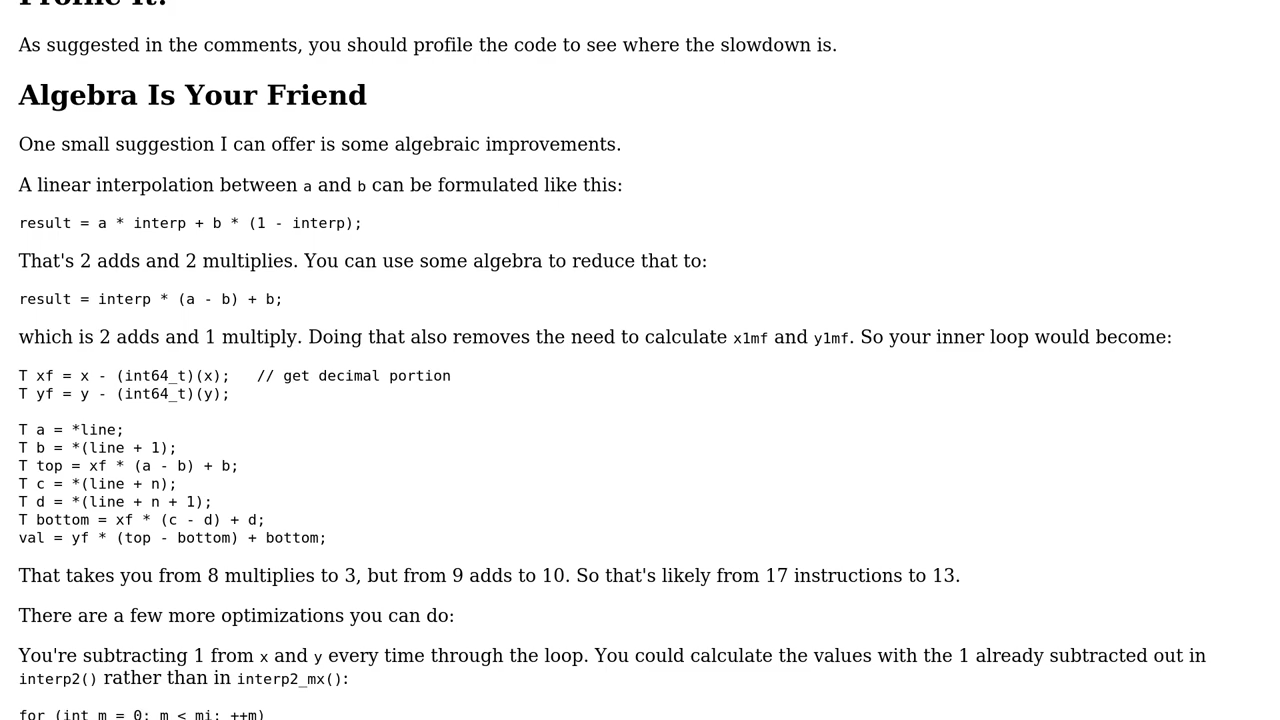 Profile It!
As suggested in the comments, you should profile the code to see where the slowdown is.
Algebra Is Your Friend
One small suggestion I can offer is some algebraic improvements.
A linear interpolation between a and b can be formulated like this:
result = a * interp + b * (1 - interp);
That's 2 adds and 2 multiplies. You can use some algebra to reduce that to:
result = interp * (a - b) + b;
which is 2 adds and 1 multiply. Doing that also removes the need to calculate x1mf and y1mf. So your inner loop would become:
T xf = x - (int64_t)(x);   // get decimal portion
T yf = y - (int64_t)(y);
T a = *line;
T b = *(line + 1);
T top = xf * (a - b) + b;
T c = *(line + n);
T d = *(line + n + 1);
T bottom = xf * (c - d) + d;
val = yf * (top - bottom) + bottom;
That takes you from 8 multiplies to 3, but from 9 adds to 10. So that's likely from 17 instructions to 13.
There are a few more optimizations you can do:
You're subtracting 1 from x and y every time through the loop. You could calculate the values with the 1 already subtracted out in
interp2() rather than in interp2_mx():
for (int m = 0; m < mi; ++m)